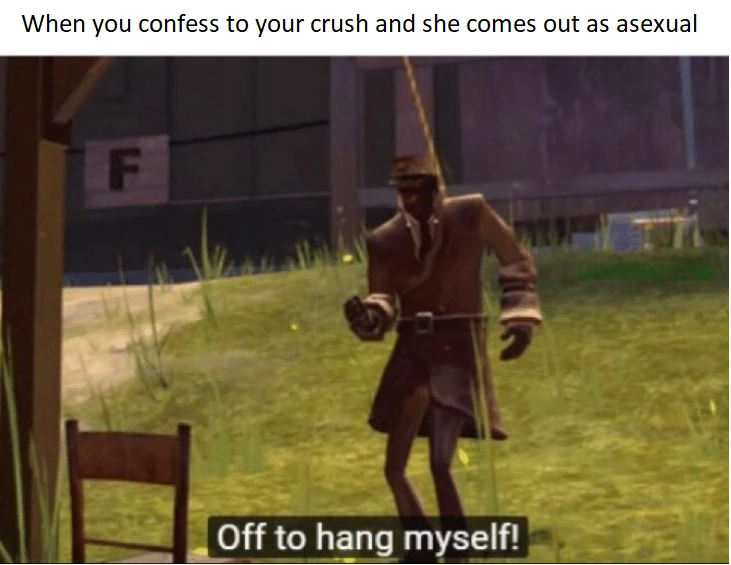 When you confess to your crush and she comes out as asexual
F
Off to hang myself!